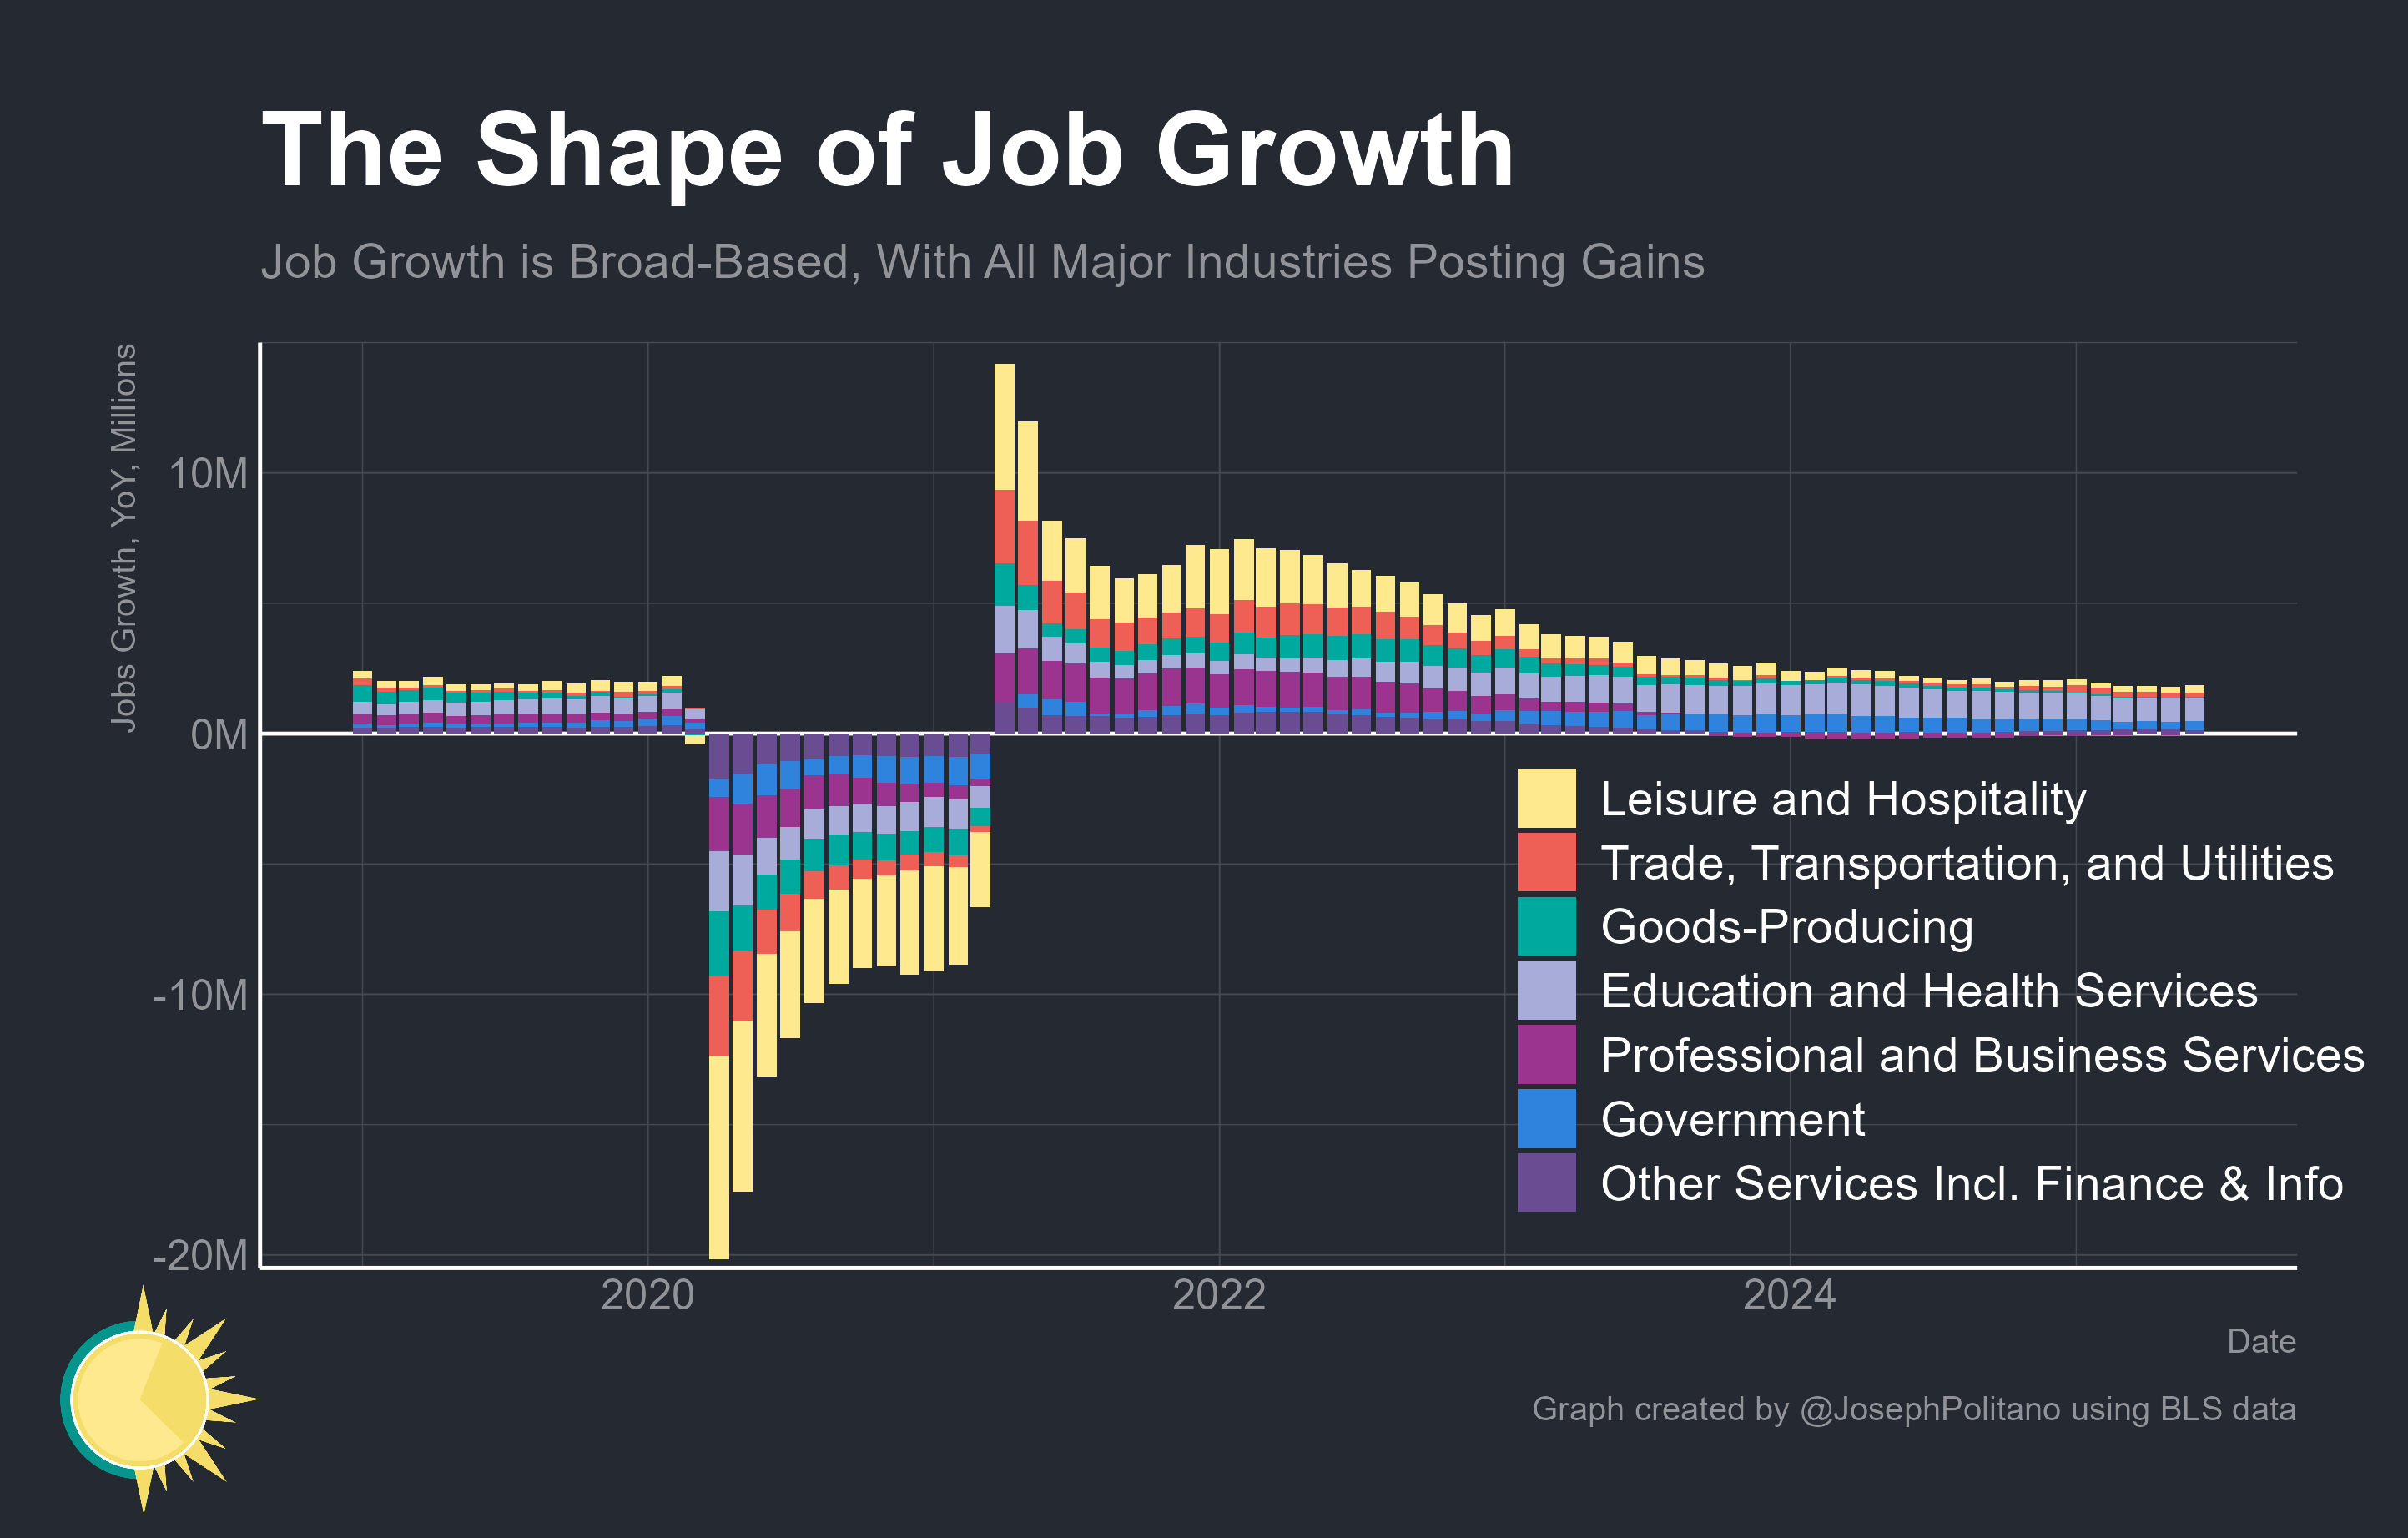 The Shape of Job Growth
Job Growth is Broad-Based, With All Major Industries Posting Gains
Jobs Growth, YoY, Millions
10M
0M
-10M
-20M
Leisure and Hospitality
Trade, Transportation, and Utilities
Goods-Producing
Education and Health Services
Professional and Business Services
Government
Other Services Incl. Finance & Info
2020
2022
2024
Date
Graph created by @JosephPolitano using BLS data